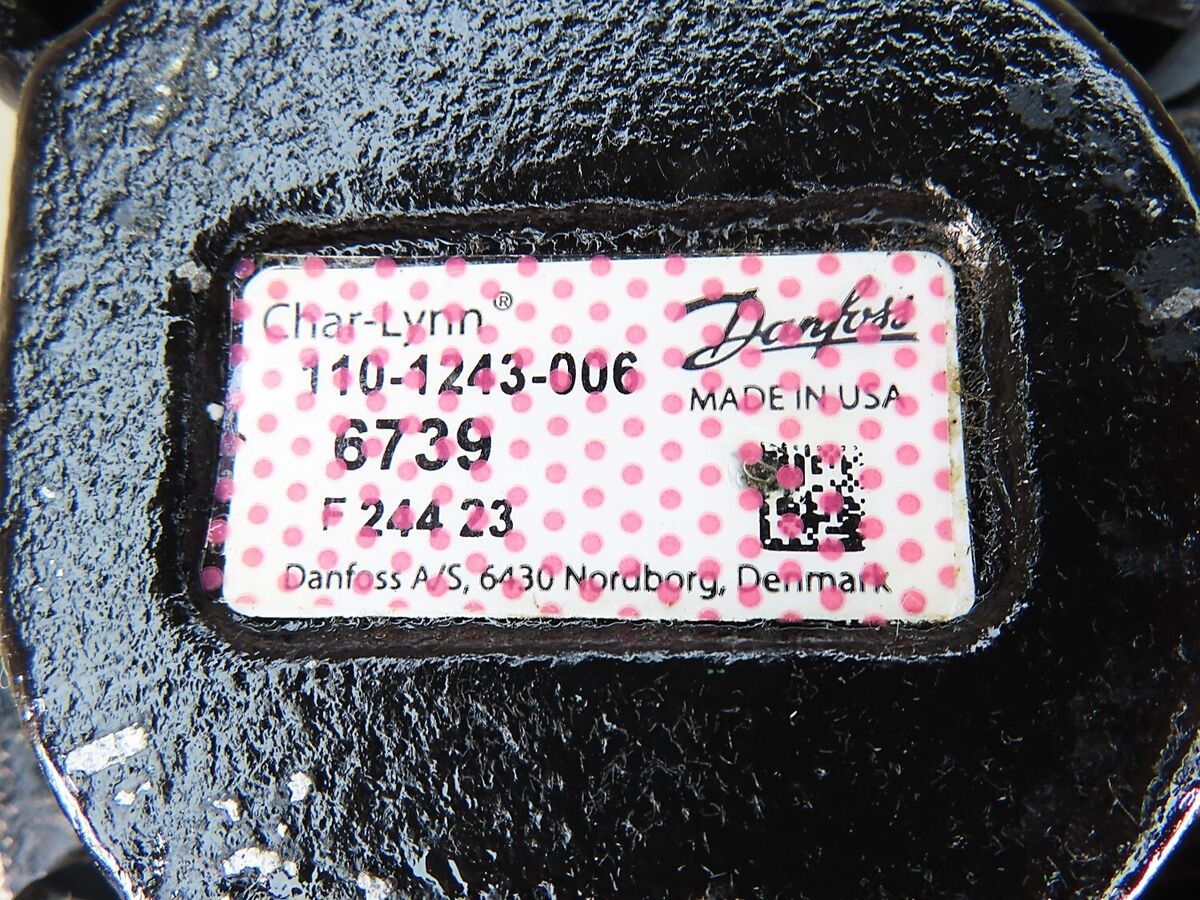 Char-Lynn®
Danfoss
110-1243-006
MADE IN USA
6739
F 244 23
Danfoss A/S, 6430 Nordborg, Denmark